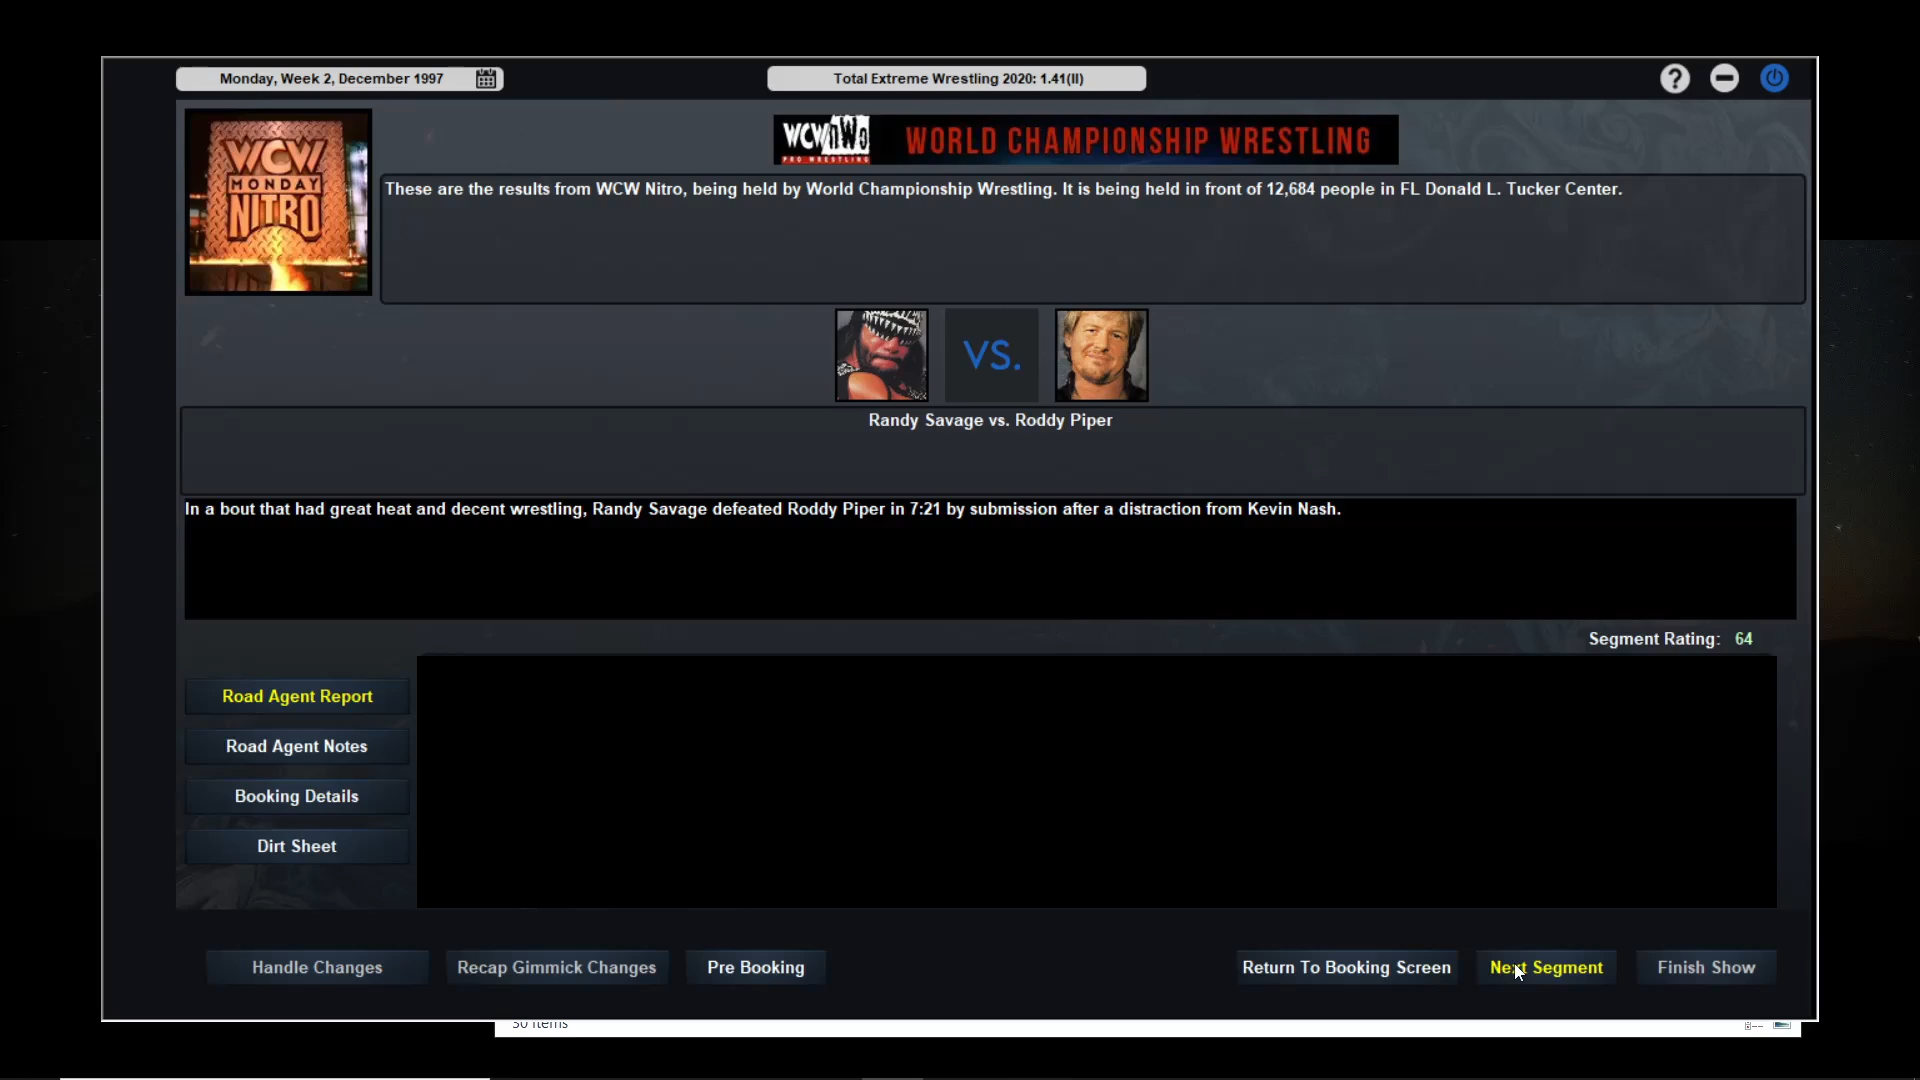 Monday, Week 2, December 1997
Total Extreme Wrestling 2020: 1.41(II)
?
WCW
MONDAY
NITRO
WCW nWo
PRO WRESTLING
WORLD CHAMPIONSHIP WRESTLING
These are the results from WCW Nitro, being held by World Championship Wrestling. It is being held in front of 12,684 people in FL Donald L. Tucker Center.
VS.
Randy Savage vs. Roddy Piper
In a bout that had great heat and decent wrestling, Randy Savage defeated Roddy Piper in 7:21 by submission after a distraction from Kevin Nash.
Segment Rating: 64
Road Agent Report
Road Agent Notes
Booking Details
Dirt Sheet
Handle Changes
Recap Gimmick Changes
Pre Booking
Return To Booking Screen
Next Segment
Finish Show
30 items